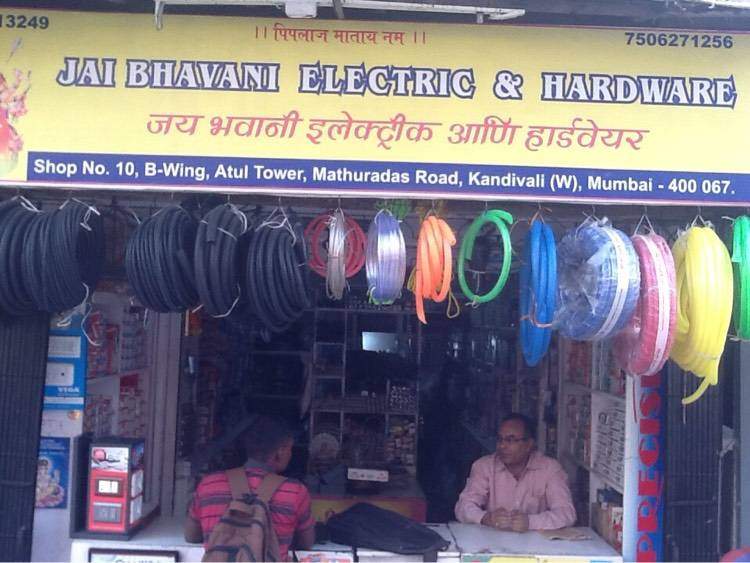 13249
।। पिपलाज माताय नम ।।
7506271256
JAI BHAVANI ELECTRIC & HARDWARE
जय भवानी इलेक्ट्रीक आणि हार्डवेयर
Shop No. 10, B-Wing, Atul Tower, Mathuradas Road, Kandivali (W), Mumbai - 400 067.
PRECISE